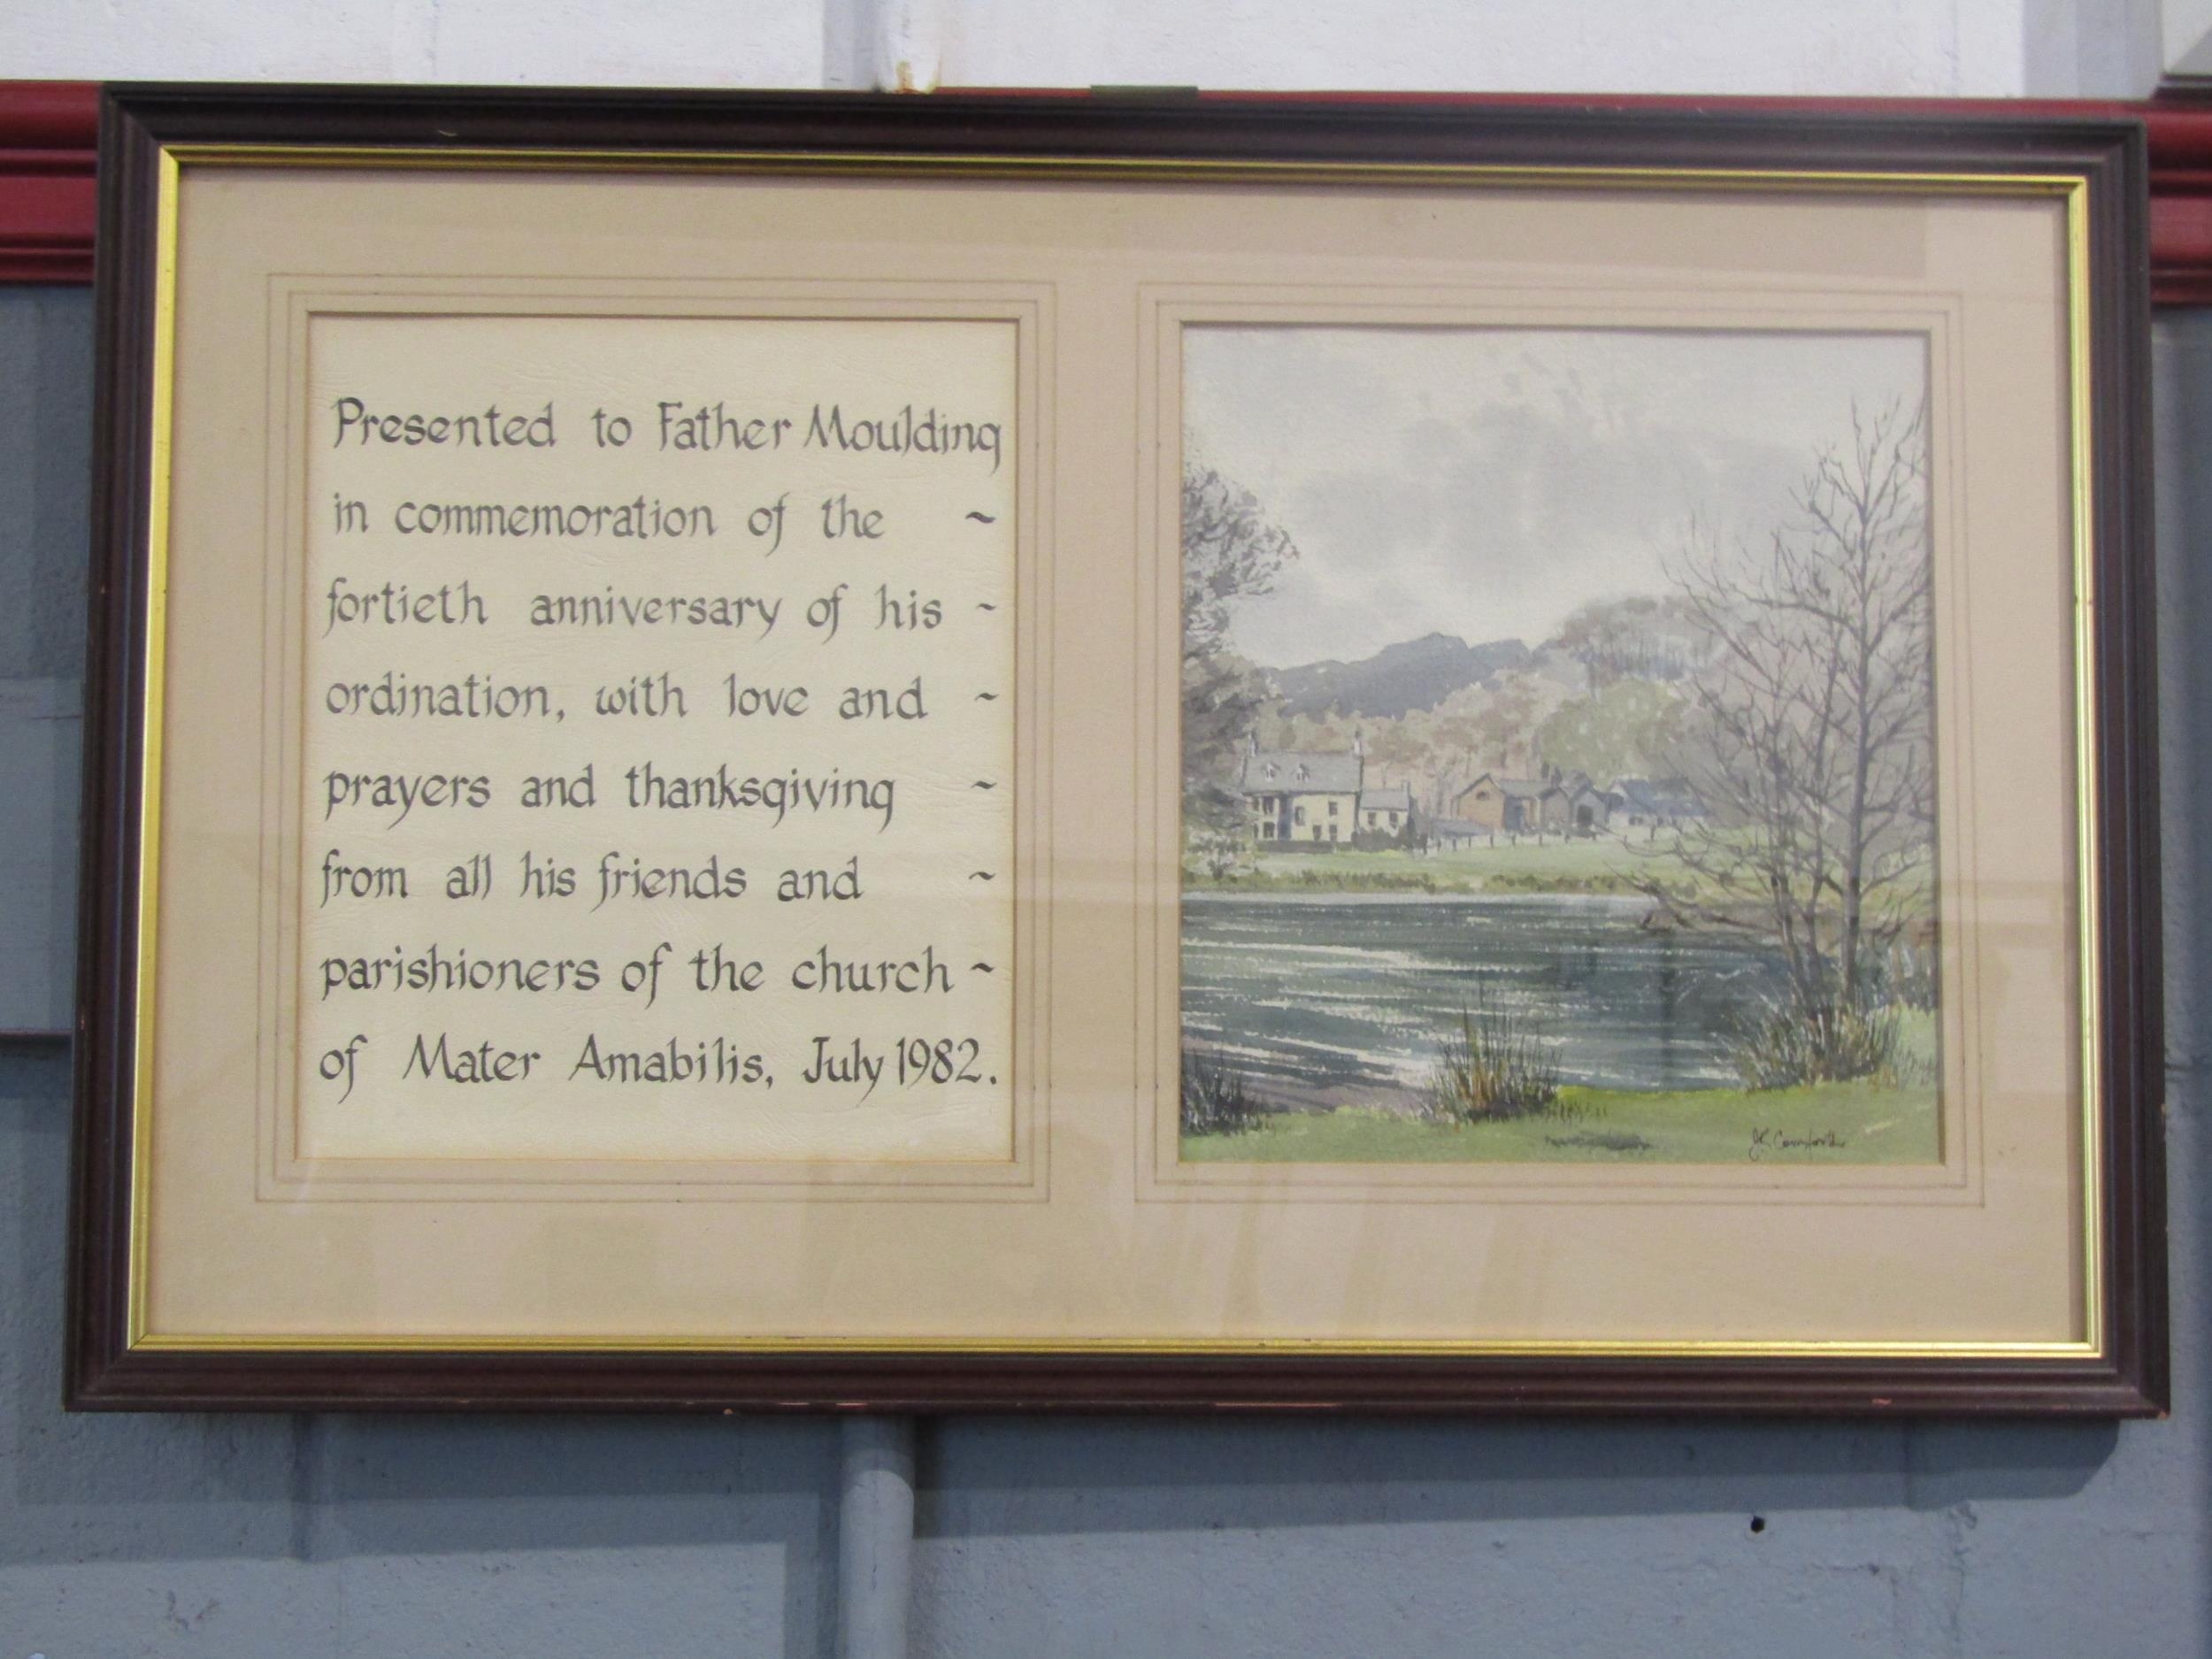 Presented to Father Moulding
in commemoration of the ~
fortieth anniversary of his ~
ordination, with love and ~
prayers and thanksgiving ~
from all his friends and ~
parishioners of the church ~
of Mater Amabilis, July 1982.